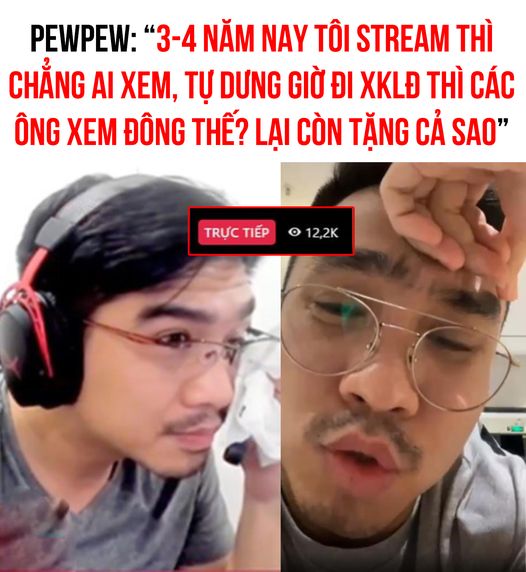 PEWPEW: “3-4 NĂM NAY TÔI STREAM THÌ
CHẲNG AI XEM, TỰ DƯNG GIỜ ĐI XKLĐ THÌ CÁC
ÔNG XEM ĐÔNG THẾ? LẠI CÒN TẶNG CẢ SAO”
TRỰC TIẾP 12,2K